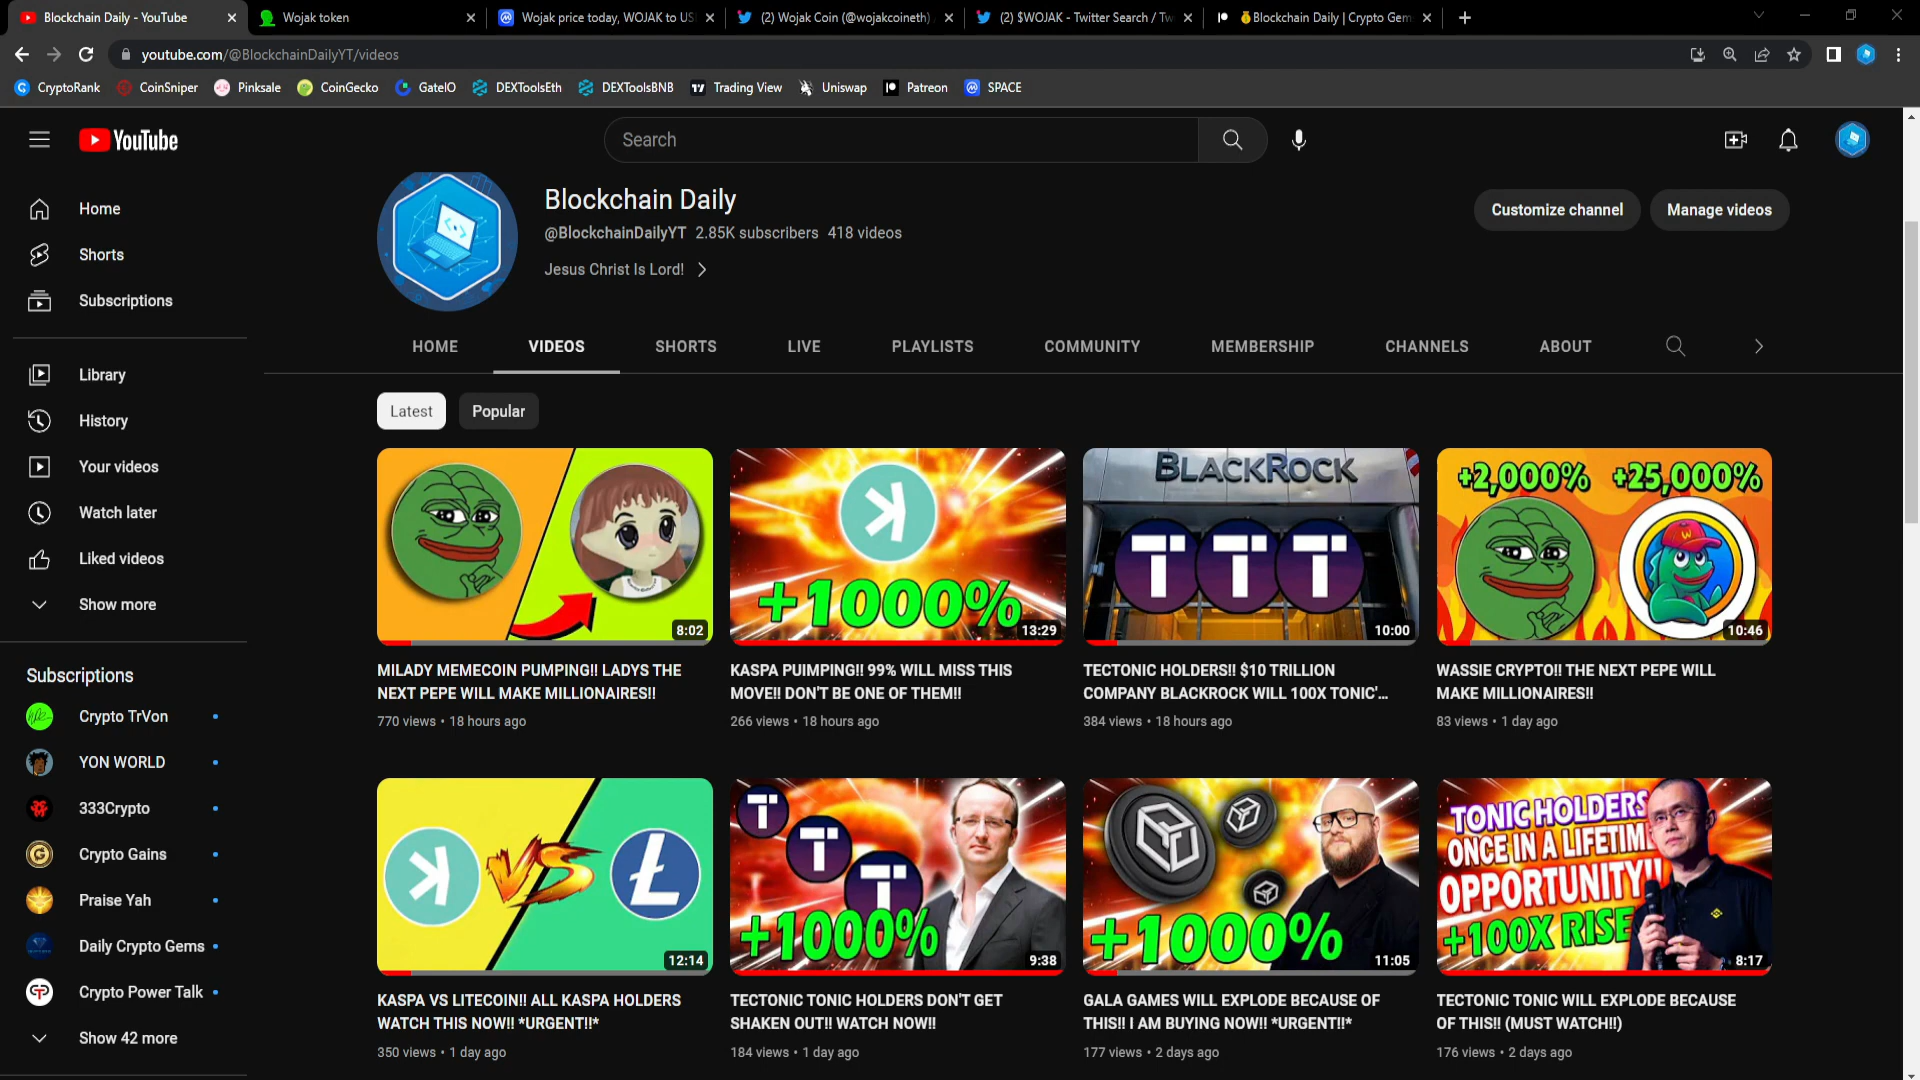 Blockchain Daily - YouTube
Wojak token
Wojak price today, WOJAK to US
(2) Wojak Coin (@wojakcoineth)
(2) $WOJAK - Twitter Search / Tw
Blockchain Daily | Crypto Gem
youtube.com/@BlockchainDailyYT/videos
CryptoRank
CoinSniper
Pinksale
CoinGecko
GateIO
DEXToolsEth
DEXToolsBNB
Trading View
Uniswap
Patreon
SPACE
YouTube
Search
Home
Shorts
Subscriptions
Library
History
Your videos
Watch later
Liked videos
Show more
Subscriptions
Crypto TrVon
YON WORLD
333Crypto
Crypto Gains
Praise Yah
Daily Crypto Gems
Crypto Power Talk
Show 42 more
Blockchain Daily
@BlockchainDailyYT 2.85K subscribers 418 videos
Jesus Christ Is Lord!
Customize channel
Manage videos
HOME
VIDEOS
SHORTS
LIVE
PLAYLISTS
COMMUNITY
MEMBERSHIP
CHANNELS
ABOUT
Latest
Popular
8:02
MILADY MEMECOIN PUMPING!! LADYS THE
NEXT PEPE WILL MAKE MILLIONAIRES!!
770 views • 18 hours ago
+1000%
13:29
KASPA PUIMPING!! 99% WILL MISS THIS
MOVE!! DON'T BE ONE OF THEM!!
266 views • 18 hours ago
BLACKROCK
10:00
TECTONIC HOLDERS!! $10 TRILLION
COMPANY BLACKROCK WILL 100X TONIC'...
384 views • 18 hours ago
+2,000% +25,000%
W
10:46
WASSIE CRYPTO!! THE NEXT PEPE WILL
MAKE MILLIONAIRES!!
83 views • 1 day ago
VS
12:14
KASPA VS LITECOIN!! ALL KASPA HOLDERS
WATCH THIS NOW!! *URGENT!!*
350 views • 1 day ago
+1000%
9:38
TECTONIC TONIC HOLDERS DON'T GET
SHAKEN OUT!! WATCH NOW!!
184 views • 1 day ago
+1000%
11:05
GALA GAMES WILL EXPLODE BECAUSE OF
THIS!! I AM BUYING NOW!! *URGENT!!*
177 views • 2 days ago
TONIC HOLDERS
ONCE IN A LIFETIM
OPPORTUNITY!!
+100X RISE
8:17
TECTONIC TONIC WILL EXPLODE BECAUSE
OF THIS!! (MUST WATCH!!)
176 views • 2 days ago